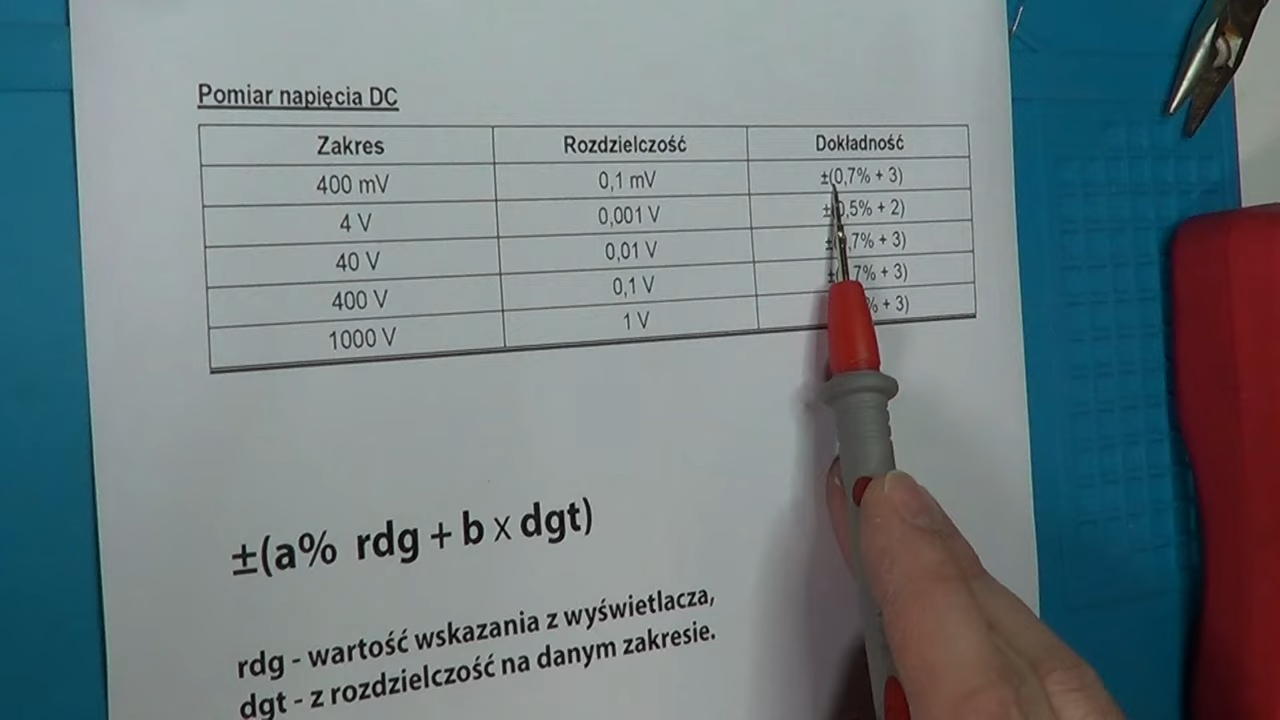 Pomiar napięcia DC
Zakres Rozdzielczość Dokładność
400 mV 0,1 mV ±(0,7% + 3)
4 V 0,001 V ±(0,5% + 2)
40 V 0,01 V ,7% + 3)
400 V 0,1 V 7% + 3)
1000 V 1 V % + 3)
±(a% rdg + b x dgt)
rdg - wartość wskazania z wyświetlacza,
dgt - z rozdzielczość na danym zakresie.